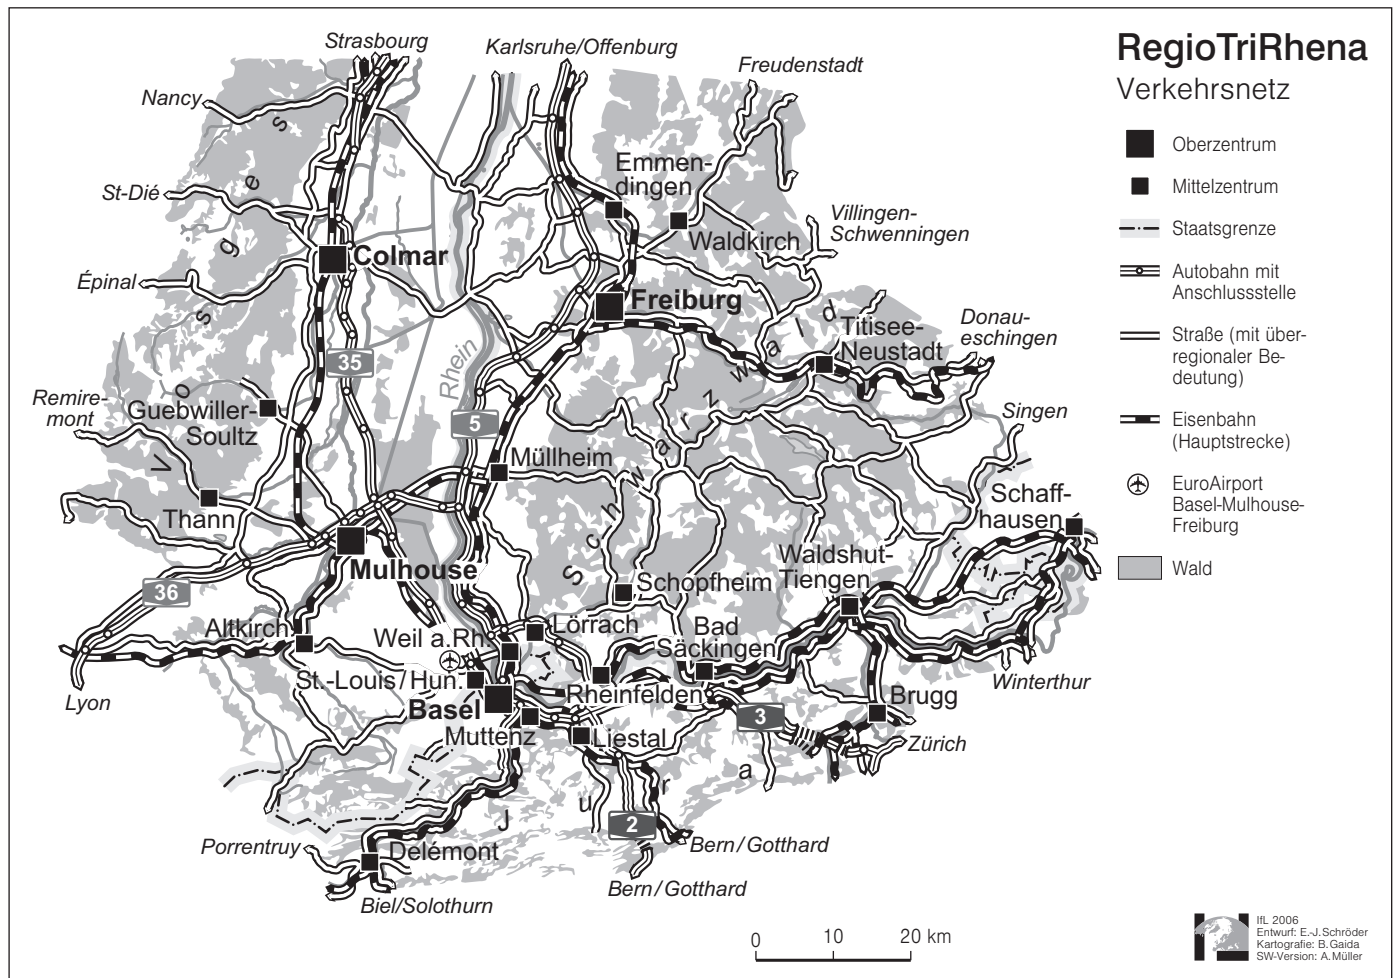 RegioTriRhena
Verkehrsnetz
Oberzentrum
Mittelzentrum
Staatsgrenze
Autobahn mit
Anschlussstelle
Straße (mit über-
regionaler Be-
deutung)
Eisenbahn
(Hauptstrecke)
EuroAirport
Basel-Mulhouse-
Freiburg
Wald
Strasbourg
Karlsruhe/Offenburg
Freudenstadt
Nancy
St-Dié
Épinal
Remire-
mont
Lyon
Porrentruy
Biel/Solothurn
Bern/Gotthard
Bern/Gotthard
Zürich
Winterthur
Singen
Donau-
eschingen
Villingen-
Schwenningen
Emmen-
dingen
Waldkirch
Colmar
Freiburg
Titisee-
Neustadt
Guebwiller-
Soultz
Müllheim
Thann
Mulhouse
Schaff-
hausen
Waldshut-
Tiengen
Schopfheim
Altkirch
Weil a.Rh.
Lörrach
Bad
Säckingen
St.-Louis/Hun.
Rheinfelden
Basel
Muttenz
Liestal
Brugg
Delémont
Vosges
Schwarzwald
Jura
Rhein
35
5
36
3
2
0 10 20 km
IfL 2006
Entwurf: E.-J. Schröder
Kartografie: B. Gaida
SW-Version: A. Müller